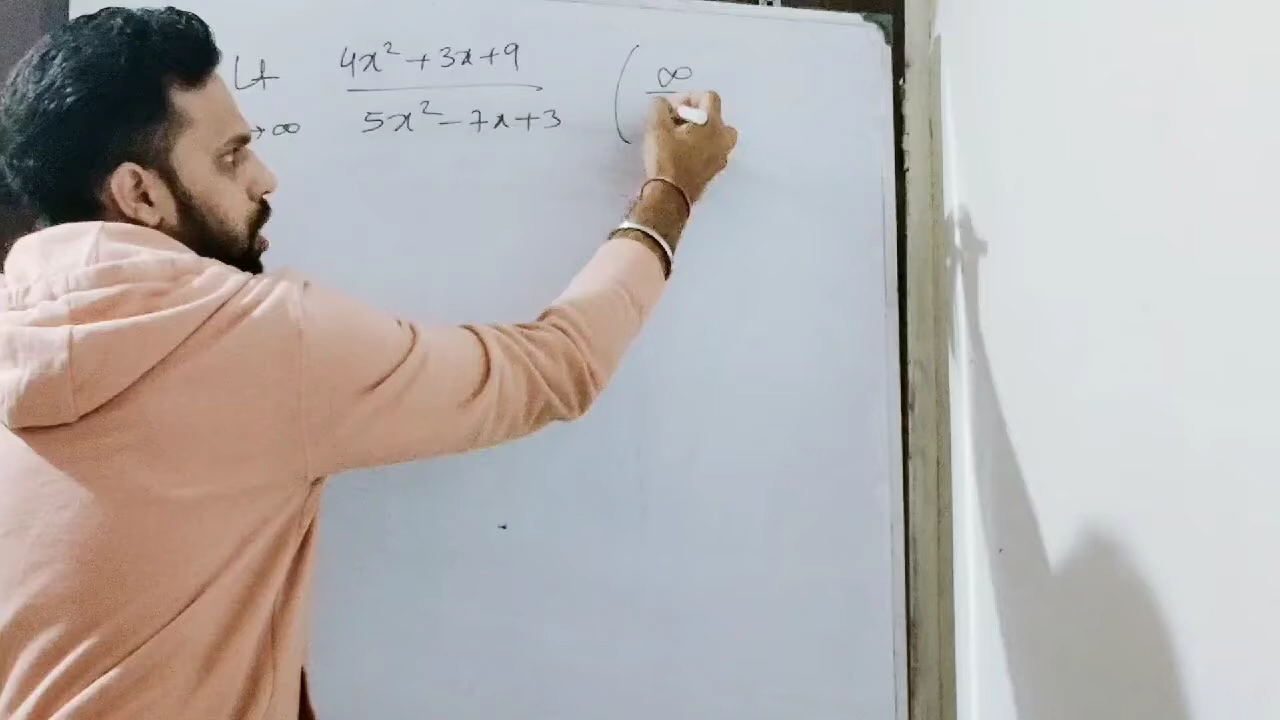 Lt 4x² + 3x + 9 ( ∞
→∞ 5x² - 7x + 3